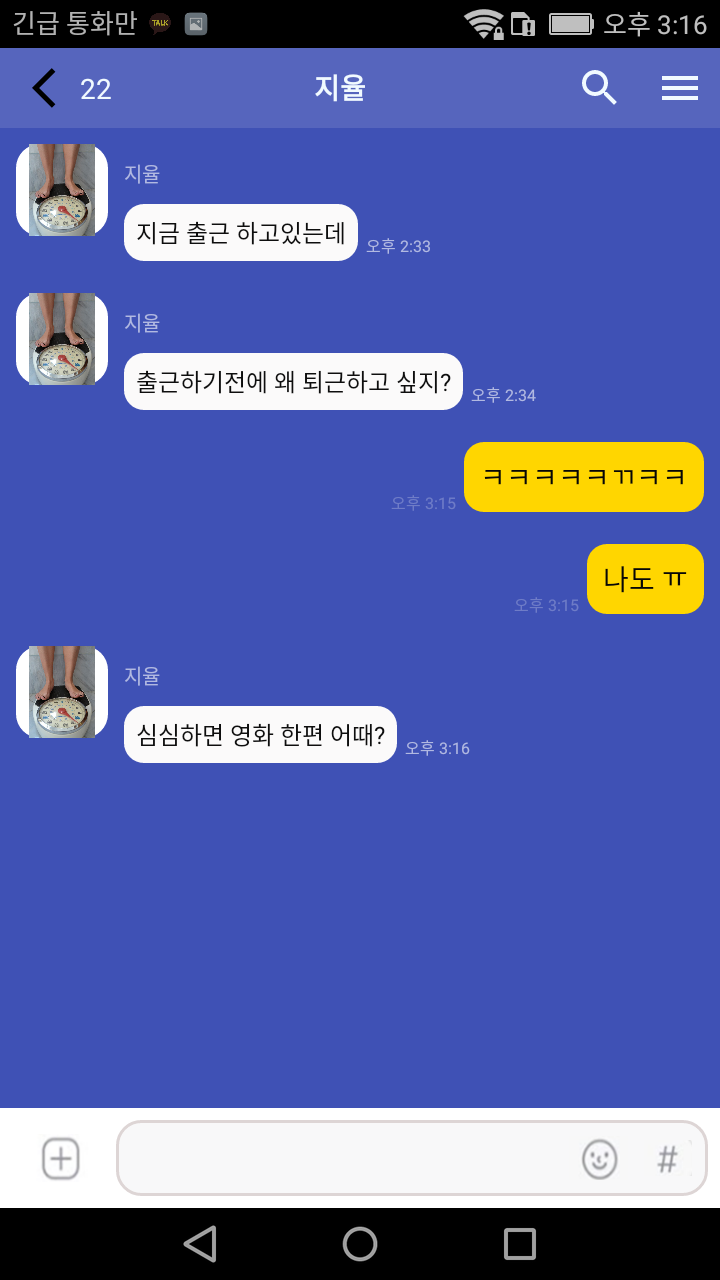 긴급 통화만 TALK 오후 3:16
22 지율
지율
지금 출근 하고있는데 오후 2:33
지율
출근하기전에 왜 퇴근하고 싶지? 오후 2:34
오후 3:15 ㅋㅋㅋㅋㅋㄲㅋㅋ
오후 3:15 나도 ㅠ
지율
심심하면 영화 한편 어때? 오후 3:16
#